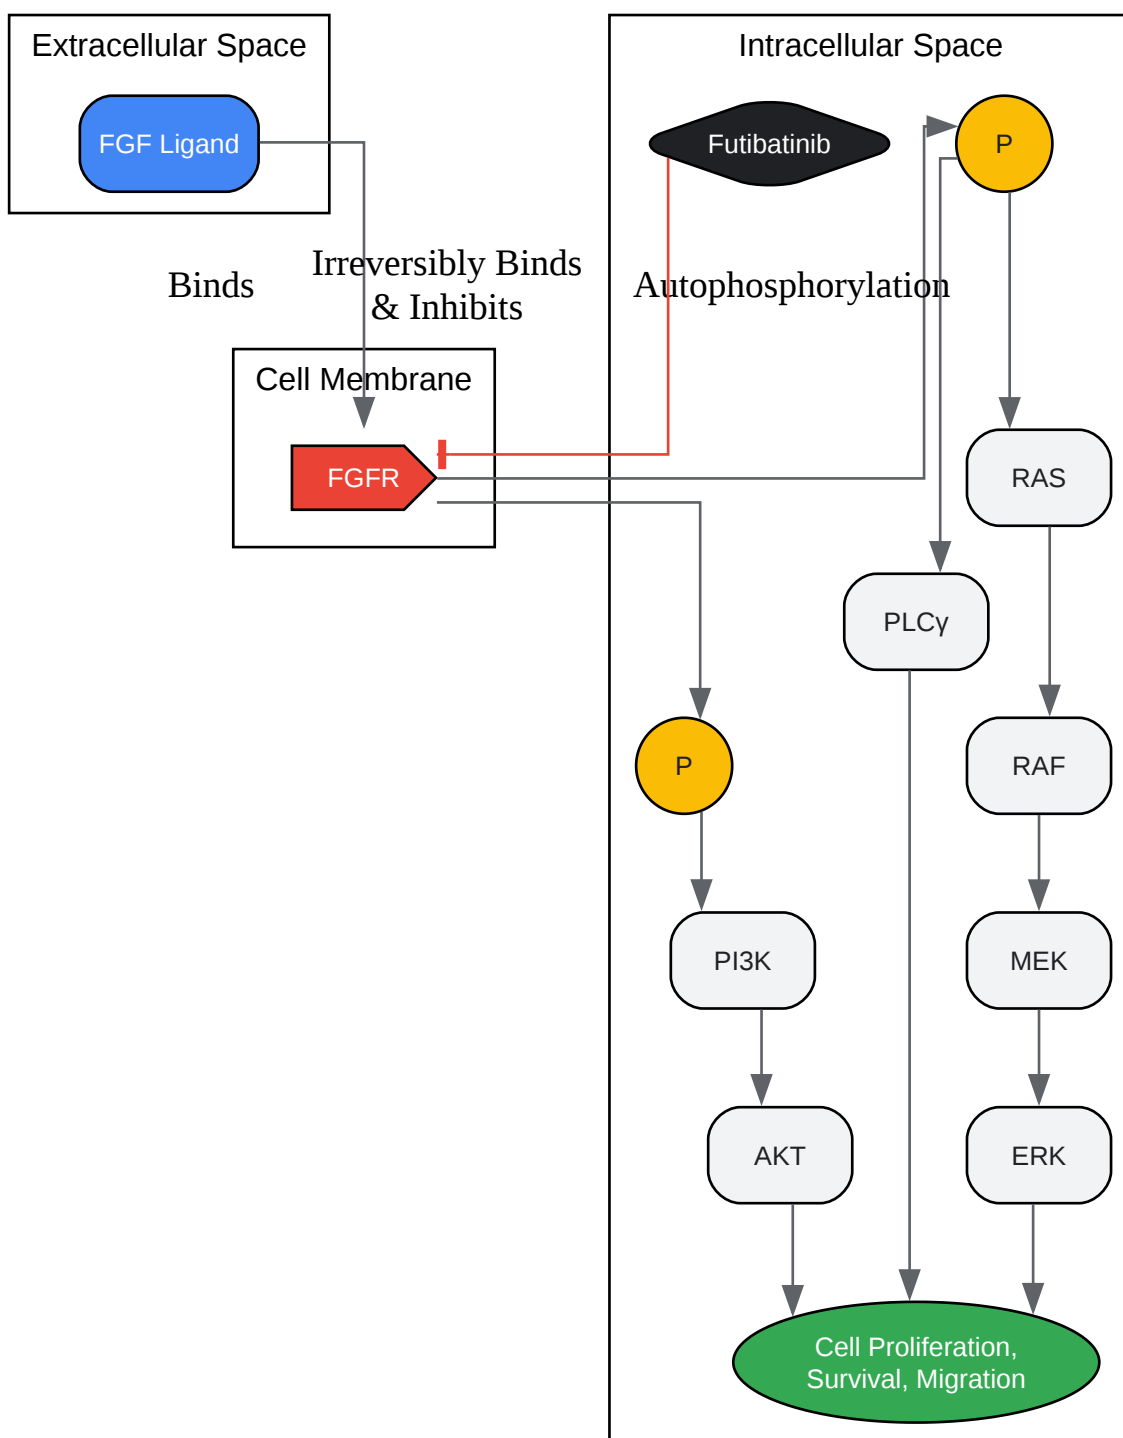 Extracellular Space
Intracellular Space
FGF Ligand
Futibatinib
P
Binds
Irreversibly Binds
& Inhibits
Autophosphorylation
Cell Membrane
FGFR
RAS
PLCγ
P
RAF
PI3K
MEK
AKT
ERK
Cell Proliferation,
Survival, Migration